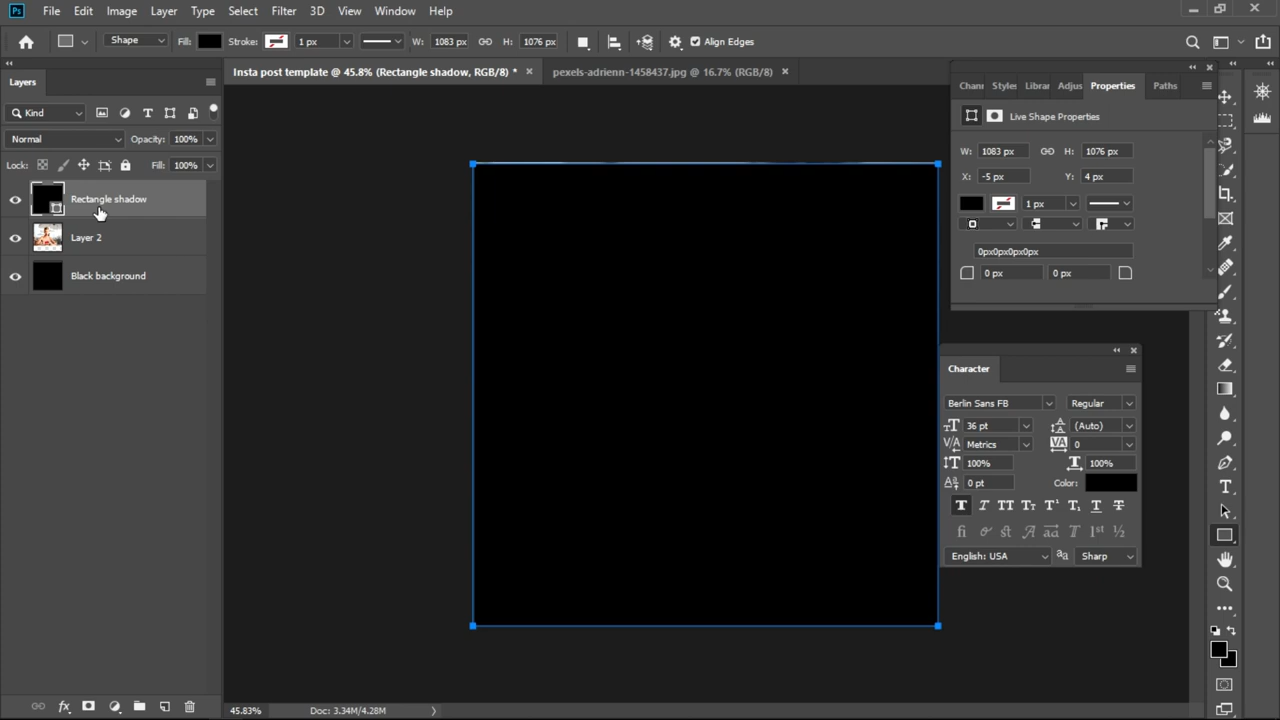 Ps File Edit Image Layer Type Select Filter 3D View Window Help
Shape Fill: Stroke: 1 px W: 1083 px H: 1076 px Align Edges
Insta post template @ 45.8% (Rectangle shadow, RGB/8) * × pexels-adrienn-1458437.jpg @ 16.7% (RGB/8) ×
Layers
Kind
Normal Opacity: 100%
Lock: Fill: 100%
Rectangle shadow
Layer 2
Black background
Chann Styles Librar Adjus Properties Paths
Live Shape Properties
W: 1083 px H: 1076 px
X: -5 px Y: 4 px
1 px
0px0px0px0px
0 px 0 px
Character
Berlin Sans FB Regular
36 pt (Auto)
Metrics 0
100% 100%
0 pt Color:
English: USA Sharp
45.83% Doc: 3.34M/4.28M